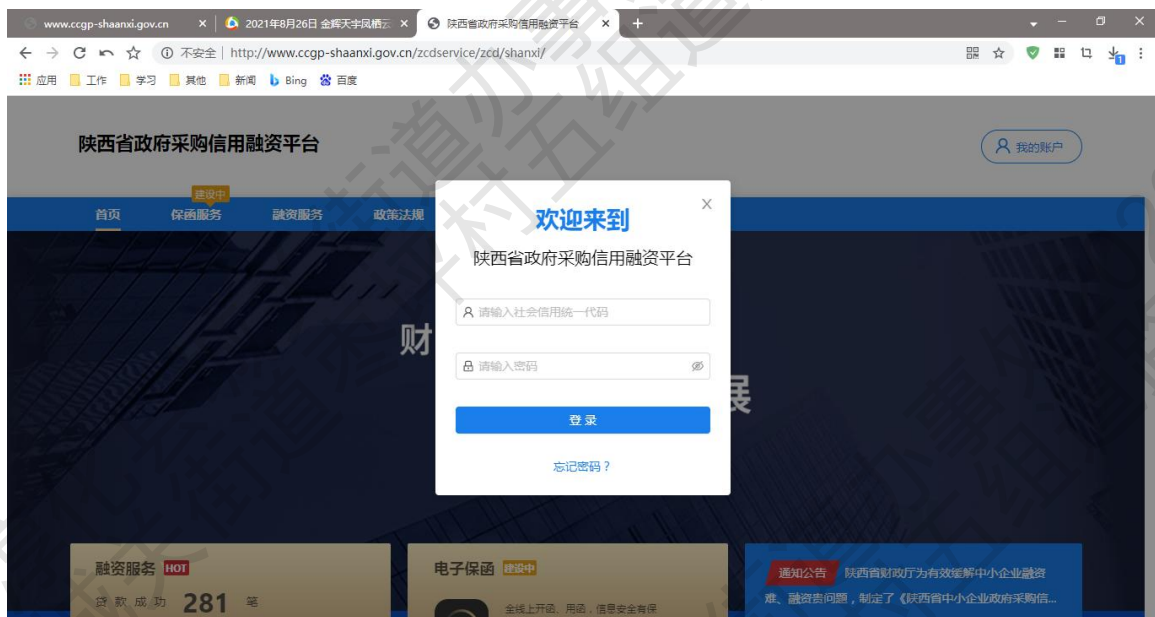 www.ccgp-shaanxi.gov.cn
2021年8月26日 金辉天宇凤栖云
陕西省政府采购信用融资平台
不安全 | http://www.ccgp-shaanxi.gov.cn/zcdservice/zcd/shanxi/
1
应用 工作 学习 其他 新闻 Bing 百度
陕西省政府采购信用融资平台
我的账户
建设中
首页 保函服务 融资服务 政策法规
欢迎来到
陕西省政府采购信用融资平台
请输入社会信用统一代码
财
请输入密码
展
登录
忘记密码？
融资服务 HOT
贷款成功 281 笔
电子保函 建设中
全线上开函、用函，信息安全有保
通知公告 陕西省财政厅为有效缓解中小企业融资
难、融资贵问题，制定了《陕西省中小企业政府采购信...
街道办事
坪村五组